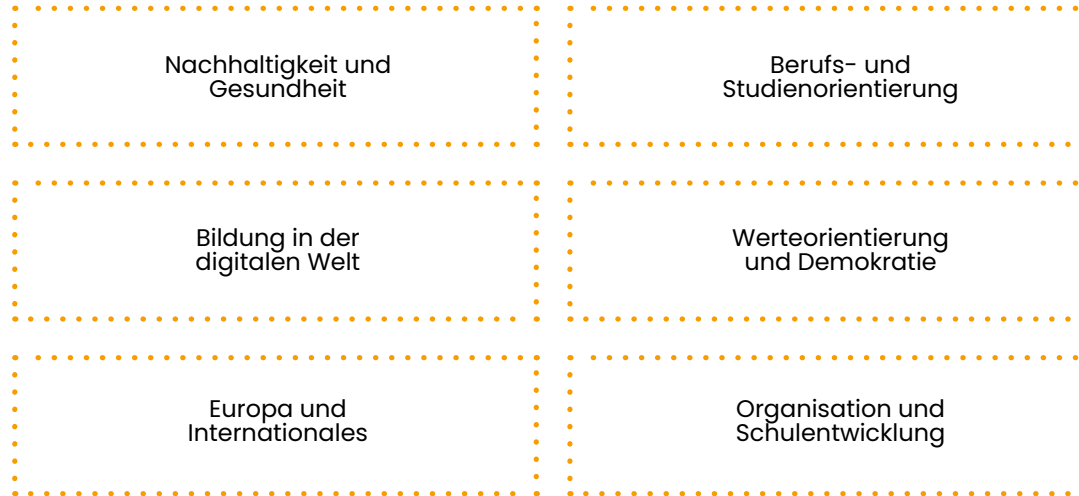 Nachhaltigkeit und
Gesundheit
Berufs- und
Studienorientierung
Bildung in der
digitalen Welt
Werteorientierung
und Demokratie
Europa und
Internationales
Organisation und
Schulentwicklung